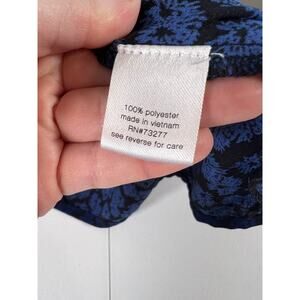 100% polyester
made in vietnam
RN#73277
see reverse for care